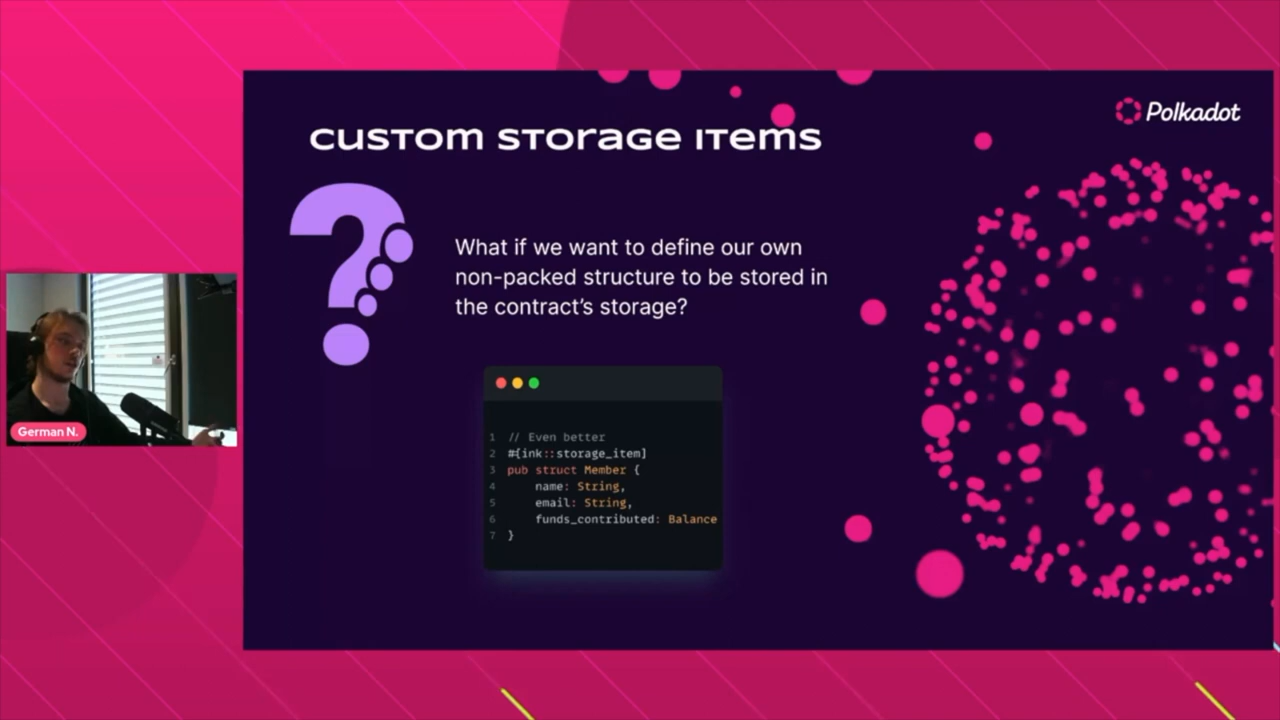 Polkadot
CUSTOM STORAGE ITEMS
What if we want to define our own
non-packed structure to be stored in
the contract's storage?
1 // Even better
2 #[ink::storage_item]
3 pub struct Member {
4     name: String,
5     email: String,
6     funds_contributed: Balance
7 }
German N.